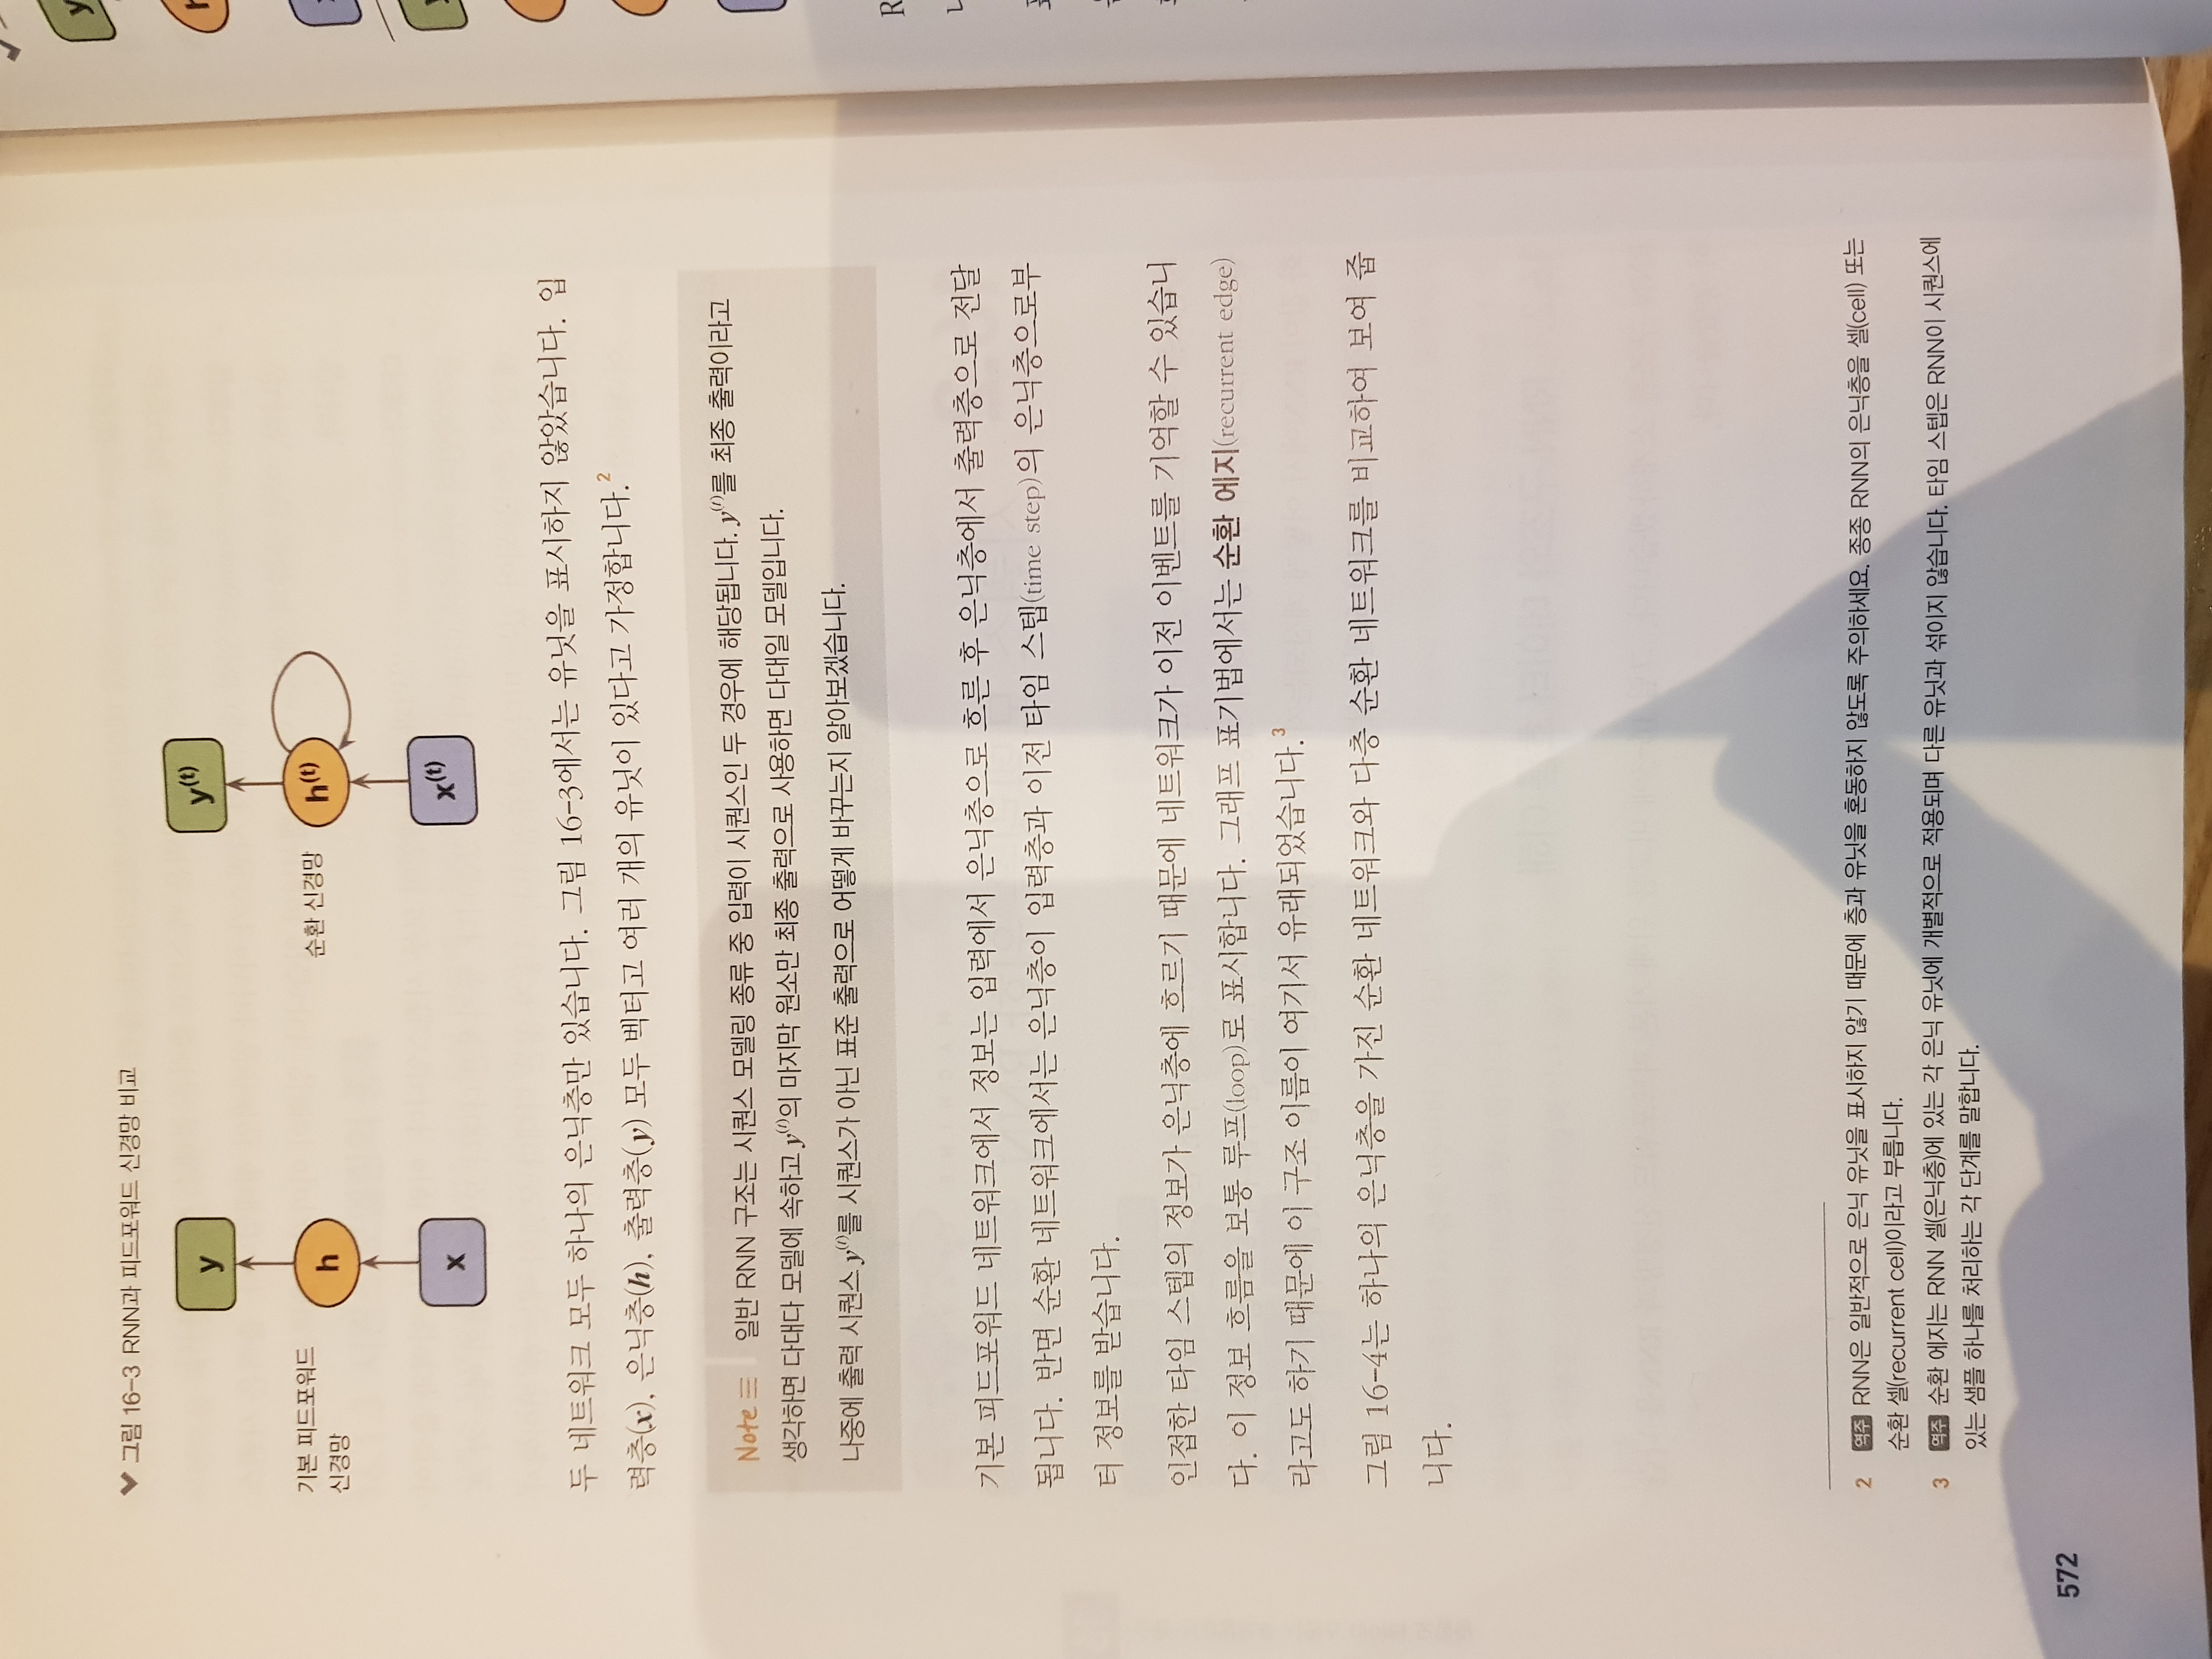 그림 16-3 RNN과 피드포워드 신경망 비교
y
y(t)
기본 피드포워드
신경망
h
순환 신경망
h(t)
x
x(t)
두 네트워크 모두 하나의 은닉층만 있습니다. 그림 16-3에서는 유닛을 표시하지 않았습니다. 입
력층(x), 은닉층(h), 출력층(y) 모두 벡터고 여러 개의 유닛이 있다고 가정합니다.2
Note 일반 RNN 구조는 시퀀스 모델링 종류 중 입력이 시퀀스인 두 경우에 해당됩니다. y(t)를 최종 출력이라고
생각하면 다대다 모델에 속하고 y(t)의 마지막 원소만 최종 출력으로 사용하면 다대일 모델입니다.
나중에 출력 시퀀스 y(t)를 시퀀스가 아닌 표준 출력으로 어떻게 바꾸는지 알아보겠습니다.
기본 피드포워드 네트워크에서 정보는 입력에서 은닉층으로 흐른 후 은닉층에서 출력층으로 전달
됩니다. 반면 순환 네트워크에서는 은닉층이 입력층과 이전 타임 스텝(time step)의 은닉층으로부
터 정보를 받습니다.
인접한 타임 스텝의 정보가 은닉층에 흐르기 때문에 네트워크가 이전 이벤트를 기억할 수 있습니
다. 이 정보 흐름을 보통 루프(loop)로 표시합니다. 그래프 표기법에서는 순환 에지(recurrent edge)
라고도 하기 때문에 이 구조 이름이 여기서 유래되었습니다.3
그림 16-4는 하나의 은닉층을 가진 순환 네트워크와 다층 순환 네트워크를 비교하여 보여 줍
니다.
2 역주 RNN은 일반적으로 은닉 유닛을 표시하지 않기 때문에 층과 유닛을 혼동하지 않도록 주의하세요. 종종 RNN의 은닉층을 셀(cell) 또는
순환 셀(recurrent cell)이라고 부릅니다.
3 역주 순환 에지는 RNN 셀(은닉층)에 있는 각 은닉 유닛에 개별적으로 적용되며 다른 유닛과 섞이지 않습니다. 타임 스텝은 RNN이 시퀀스에
있는 샘플 하나를 처리하는 각 단계를 말합니다.
572